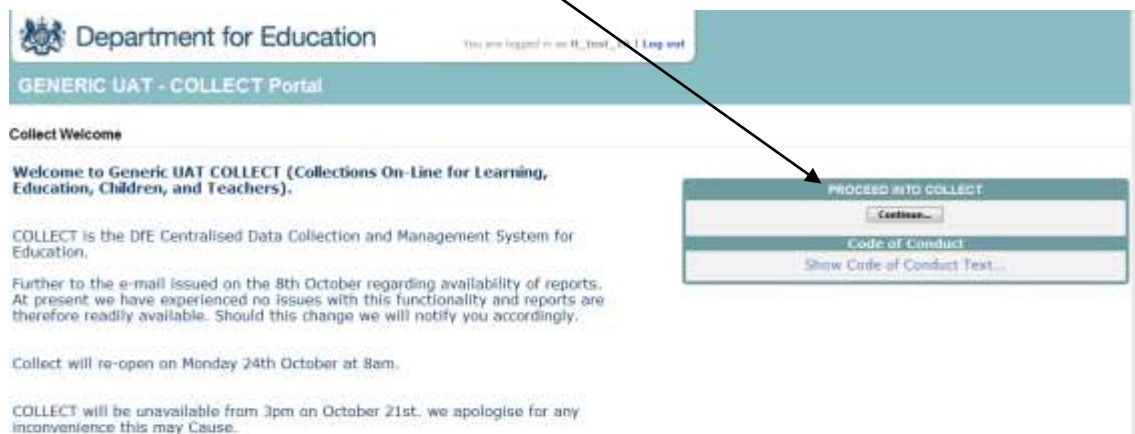 Department for Education
You are logged in as | Log out
GENERIC UAT - COLLECT Portal
Collect Welcome
Welcome to Generic UAT COLLECT (Collections On-Line for Learning,
Education, Children, and Teachers).
PROCEED INTO COLLECT
Continue...
Code of Conduct
Show Code of Conduct Text...
COLLECT is the DfE Centralised Data Collection and Management System for
Education.
Further to the e-mail issued on the 8th October regarding availability of reports.
At present we have experienced no issues with this functionality and reports are
therefore readily available. Should this change we will notify you accordingly.
Collect will re-open on Monday 24th October at 8am.
COLLECT will be unavailable from 3pm on October 21st. we apologise for any
inconvenience this may Cause.